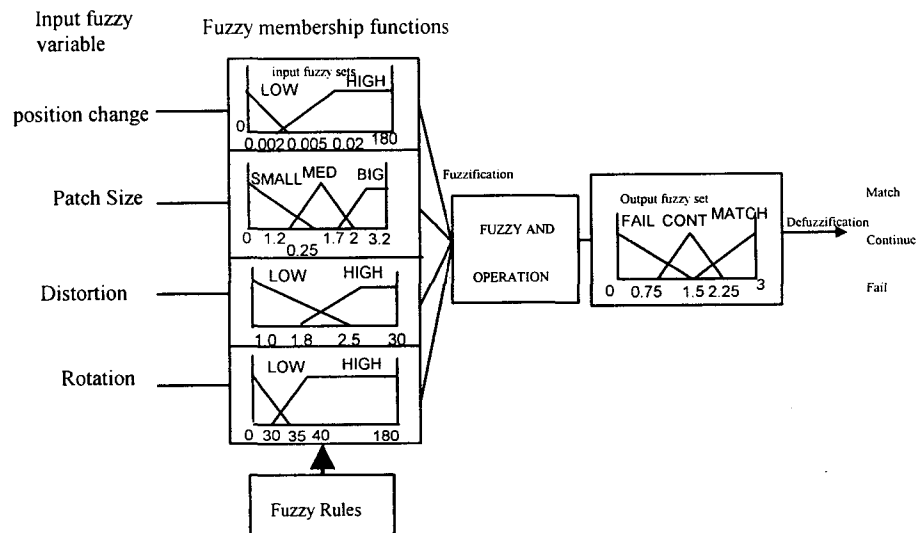 Input fuzzy
variable
Fuzzy membership functions
input fuzzy sets
LOW HIGH
position change
0
0.002 0.005 0.02 180
Patch Size
SMALL MED BIG
0 1.2 1.7 2 3.2
0.25
Distortion
LOW HIGH
1.0 1.8 2.5 30
Rotation
LOW HIGH
0 30 35 40 180
Fuzzy Rules
Fuzzification
FUZZY AND
OPERATION
Output fuzzy set
FAIL CONT MATCH
0 0.75 1.5 2.25 3
Defuzzification
Match
Continue
Fail